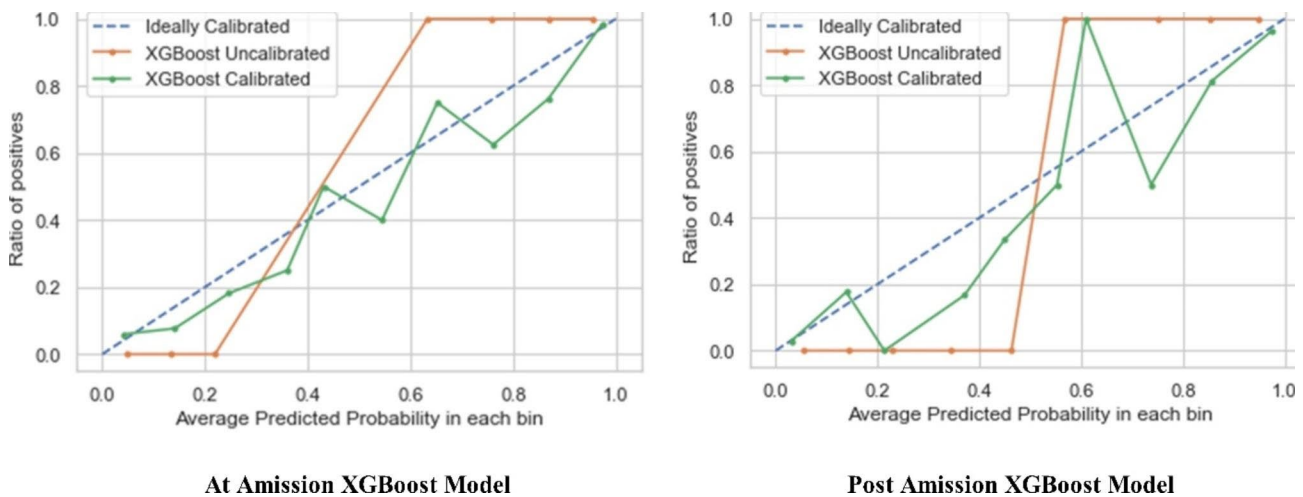 1.0
0.8
0.6
0.4
0.2
0.0
Ratio of positives
Ideally Calibrated
XGBoost Uncalibrated
XGBoost Calibrated
0.0 0.2 0.4 0.6 0.8 1.0
Average Predicted Probability in each bin
At Amission XGBoost Model
1.0
0.8
0.6
0.4
0.2
0.0
Ratio of positives
Ideally Calibrated
XGBoost Uncalibrated
XGBoost Calibrated
0.0 0.2 0.4 0.6 0.8 1.0
Average Predicted Probability in each bin
Post Amission XGBoost Model